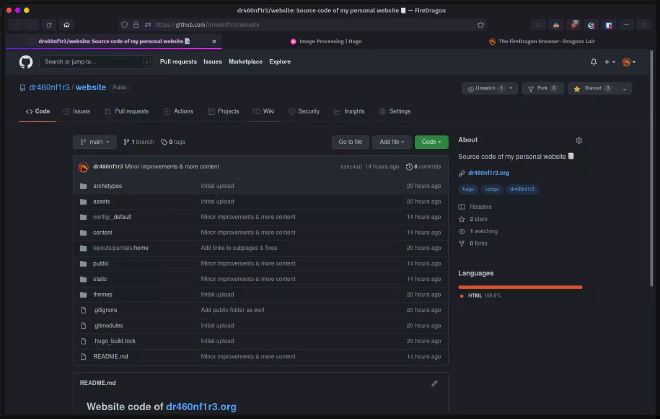 dr460nf1r3/website: Source code of my personal website — FireDragon
https://github.com/dr460nf1r3/website
dr460nf1r3/website: Source code of my personal website
Image Processing | Hugo
The FireDragon browser - Dragons Lair
Search or jump to...
/
Pull requests
Issues
Marketplace
Explore
dr460nf1r3 / website
Public
Unwatch 1
Fork 0
Starred 3
Code
Issues
Pull requests
Actions
Projects
Wiki
Security
Insights
Settings
main
1 branch
0 tags
Go to file
Add file
Code
dr460nf1r3 Minor improvements & more content
14 hours ago
8 commits
archetypes Initial upload 20 hours ago
assets Initial upload 20 hours ago
config/_default Minor improvements & more content 14 hours ago
content Minor improvements & more content 14 hours ago
layouts/partials/home Add links to subpages & fixes 20 hours ago
public Minor improvements & more content 14 hours ago
static Minor improvements & more content 14 hours ago
themes Initial upload 20 hours ago
.gitignore Add public folder as well 20 hours ago
.gitmodules Initial upload 20 hours ago
.hugo_build.lock Initial upload 20 hours ago
README.md Minor improvements & more content 14 hours ago
README.md
Website code of dr460nf1r3.org
About
Source code of my personal website
dr460nf1r3.org
hugo congo dr460nf1r3
Readme
2 stars
1 watching
0 forks
Languages
HTML 100.0%